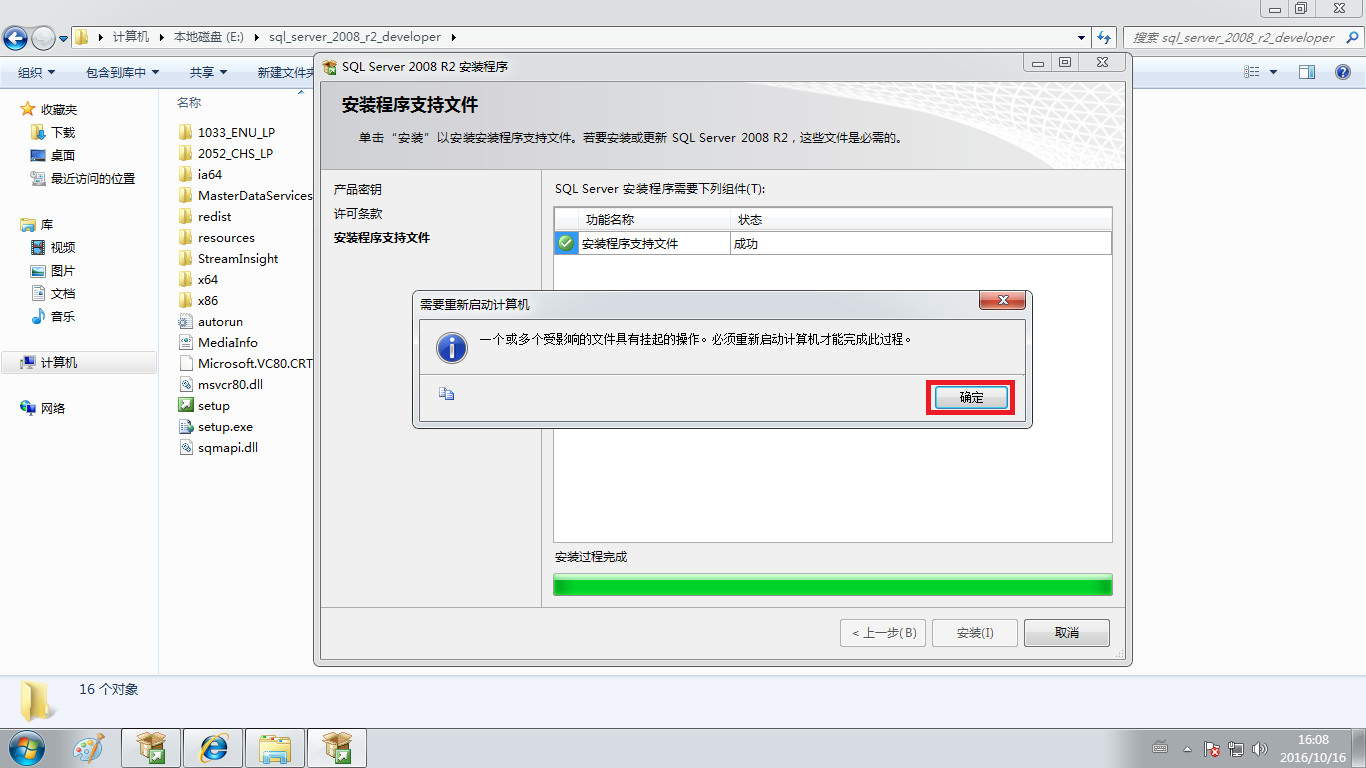 计算机 本地磁盘 (E:) sql_server_2008_r2_developer
搜索 sql_server_2008_r2_developer
组织 包含到库中 共享 新建文件夹
收藏夹
下载
桌面
最近访问的位置
库
视频
图片
文档
音乐
计算机
网络
名称
1033_ENU_LP
2052_CHS_LP
ia64
MasterDataServices
redist
resources
StreamInsight
x64
x86
autorun
MediaInfo
Microsoft.VC80.CRT
msvcr80.dll
setup
setup.exe
sqmapi.dll
SQL Server 2008 R2 安装程序
安装程序支持文件
单击“安装”以安装安装程序支持文件。若要安装或更新 SQL Server 2008 R2，这些文件是必需的。
产品密钥
许可条款
安装程序支持文件
SQL Server 安装程序需要下列组件(T):
功能名称 状态
安装程序支持文件 成功
需要重新启动计算机
一个或多个受影响的文件具有挂起的操作。必须重新启动计算机才能完成此过程。
确定
安装过程完成
< 上一步(B) 安装(I) 取消
16 个对象
16:08
2016/10/16